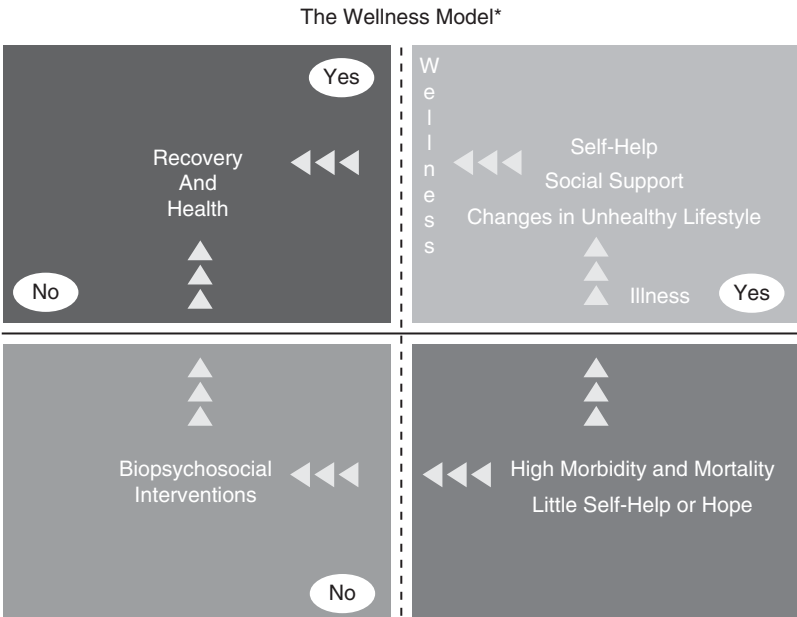 The Wellness Model*
Yes
Recovery
And
Health
No
Wellness
Self-Help
Social Support
Changes in Unhealthy Lifestyle
Illness
Yes
Biopsychosocial
Interventions
No
High Morbidity and Mortality
Little Self-Help or Hope